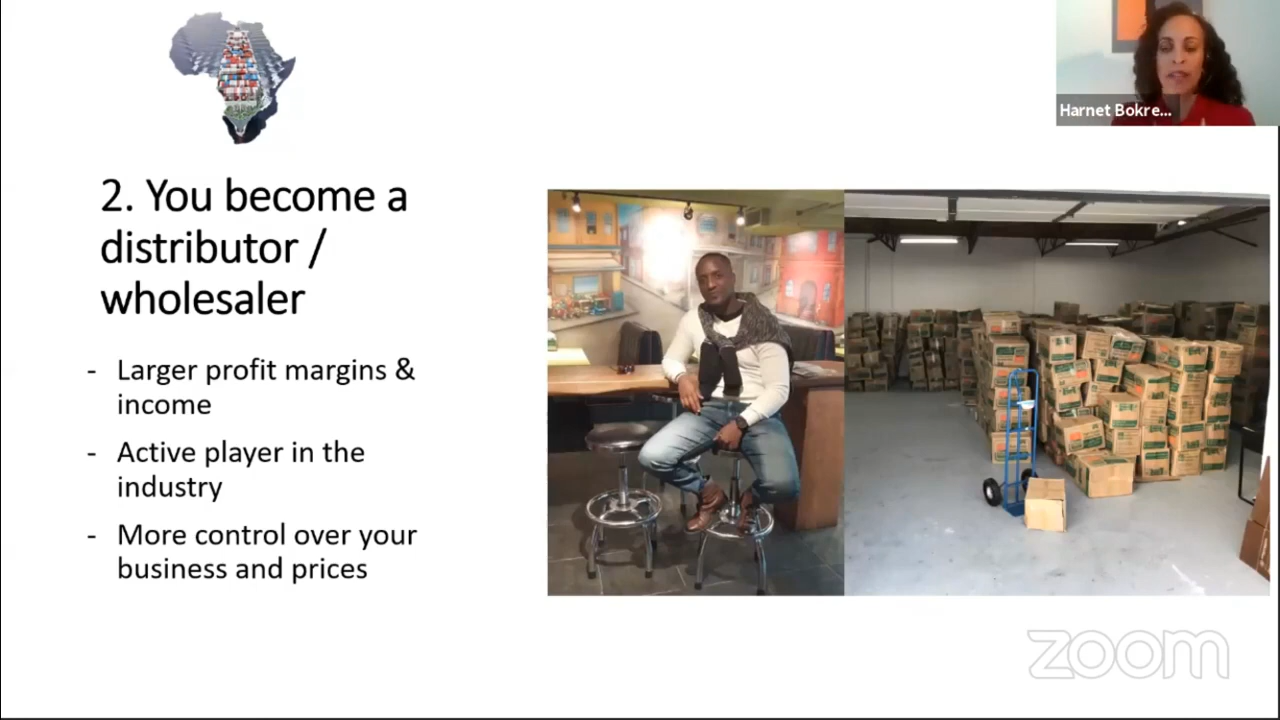 Harnet Bokre...
2. You become a
distributor /
wholesaler
- Larger profit margins &
income
- Active player in the
industry
- More control over your
business and prices
zoom